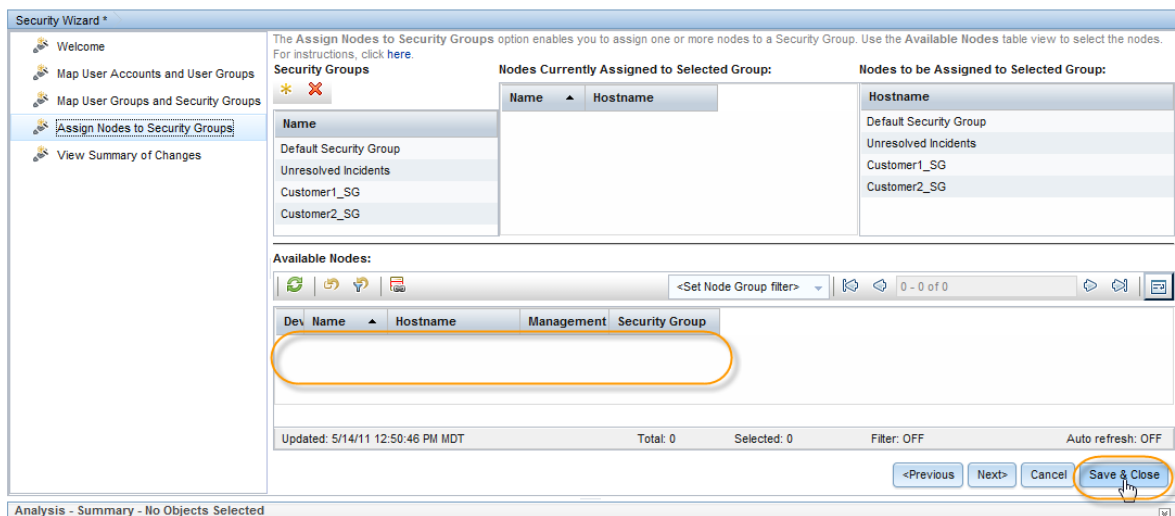 Security Wizard *
Welcome
Map User Accounts and User Groups
Map User Groups and Security Groups
Assign Nodes to Security Groups
View Summary of Changes
The Assign Nodes to Security Groups option enables you to assign one or more nodes to a Security Group. Use the Available Nodes table view to select the nodes.
For instructions, click here.
Security Groups
Name
Default Security Group
Unresolved Incidents
Customer1_SG
Customer2_SG
Nodes Currently Assigned to Selected Group:
Name Hostname
Nodes to be Assigned to Selected Group:
Hostname
Default Security Group
Unresolved Incidents
Customer1_SG
Customer2_SG
Available Nodes:
<Set Node Group filter> 0 - 0 of 0
Dev Name Hostname Management Security Group
Updated: 5/14/11 12:50:46 PM MDT Total: 0 Selected: 0 Filter: OFF Auto refresh: OFF
<Previous Next> Cancel Save & Close
Analysis - Summary - No Objects Selected